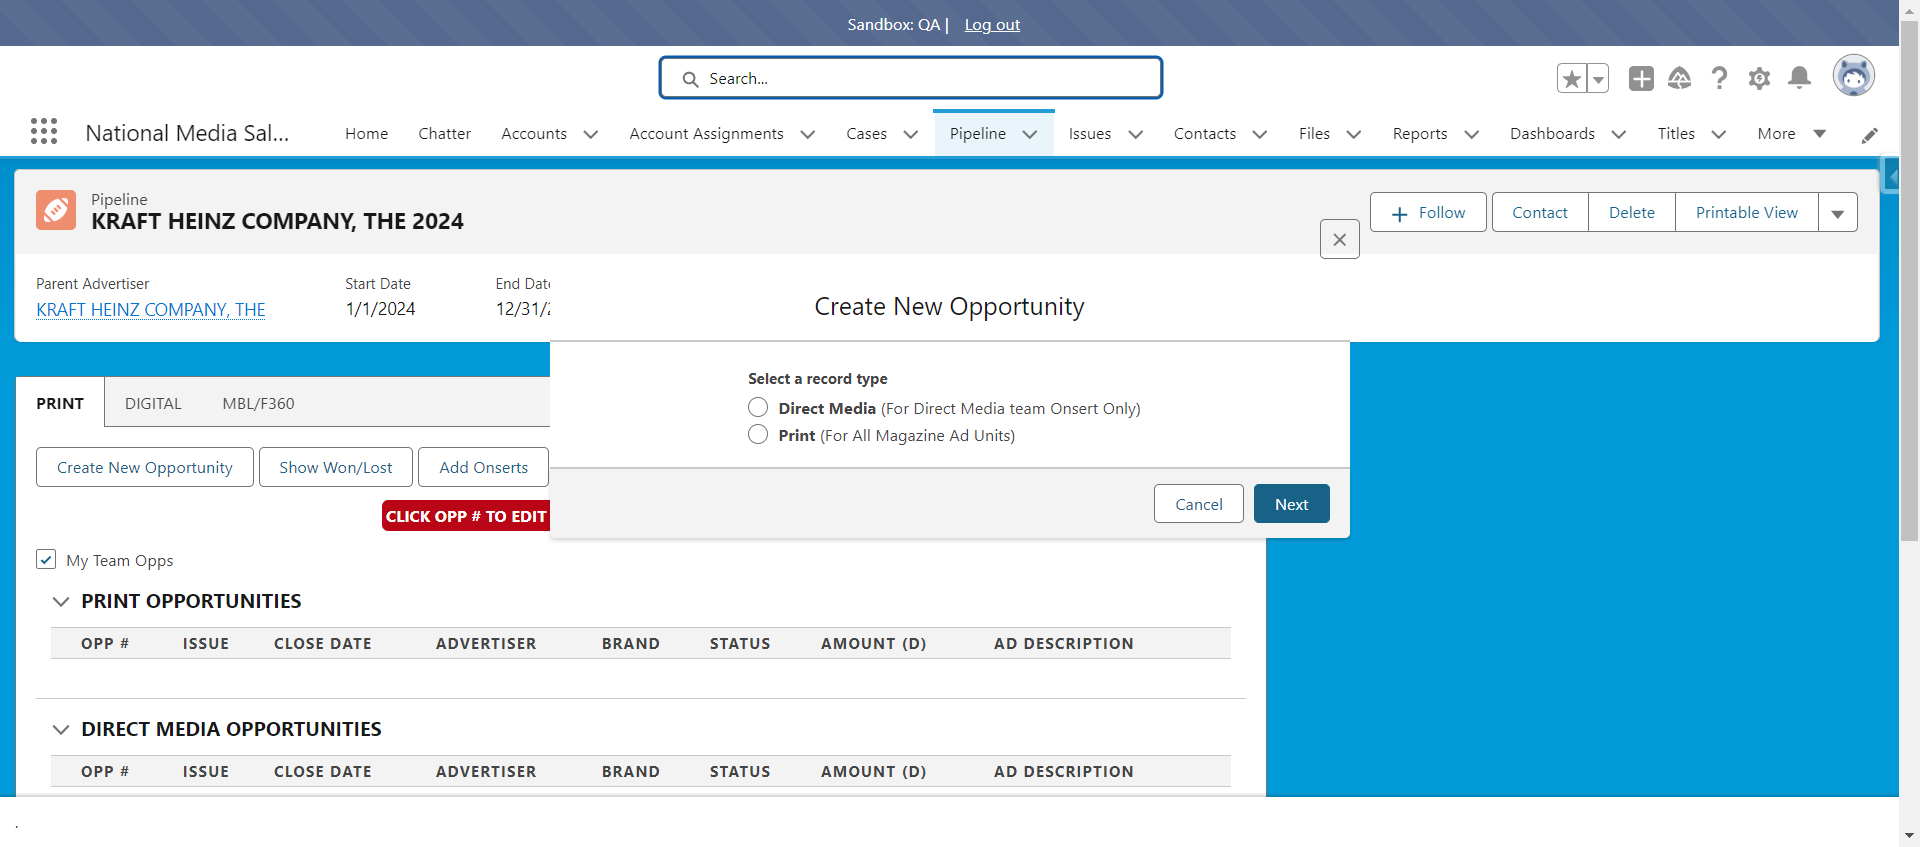 Sandbox: QA | Log out
Search...
National Media Sal...
Home Chatter Accounts Account Assignments Cases Pipeline Issues Contacts Files Reports Dashboards Titles More
Pipeline
KRAFT HEINZ COMPANY, THE 2024
Follow Contact Delete Printable View
Parent Advertiser Start Date End Date
KRAFT HEINZ COMPANY, THE 1/1/2024 12/31/2
Create New Opportunity
Select a record type
Direct Media (For Direct Media team Onsert Only)
Print (For All Magazine Ad Units)
Cancel Next
PRINT DIGITAL MBL/F360
Create New Opportunity Show Won/Lost Add Onserts
CLICK OPP # TO EDIT
My Team Opps
PRINT OPPORTUNITIES
OPP # ISSUE CLOSE DATE ADVERTISER BRAND STATUS AMOUNT (D) AD DESCRIPTION
DIRECT MEDIA OPPORTUNITIES
OPP # ISSUE CLOSE DATE ADVERTISER BRAND STATUS AMOUNT (D) AD DESCRIPTION
.